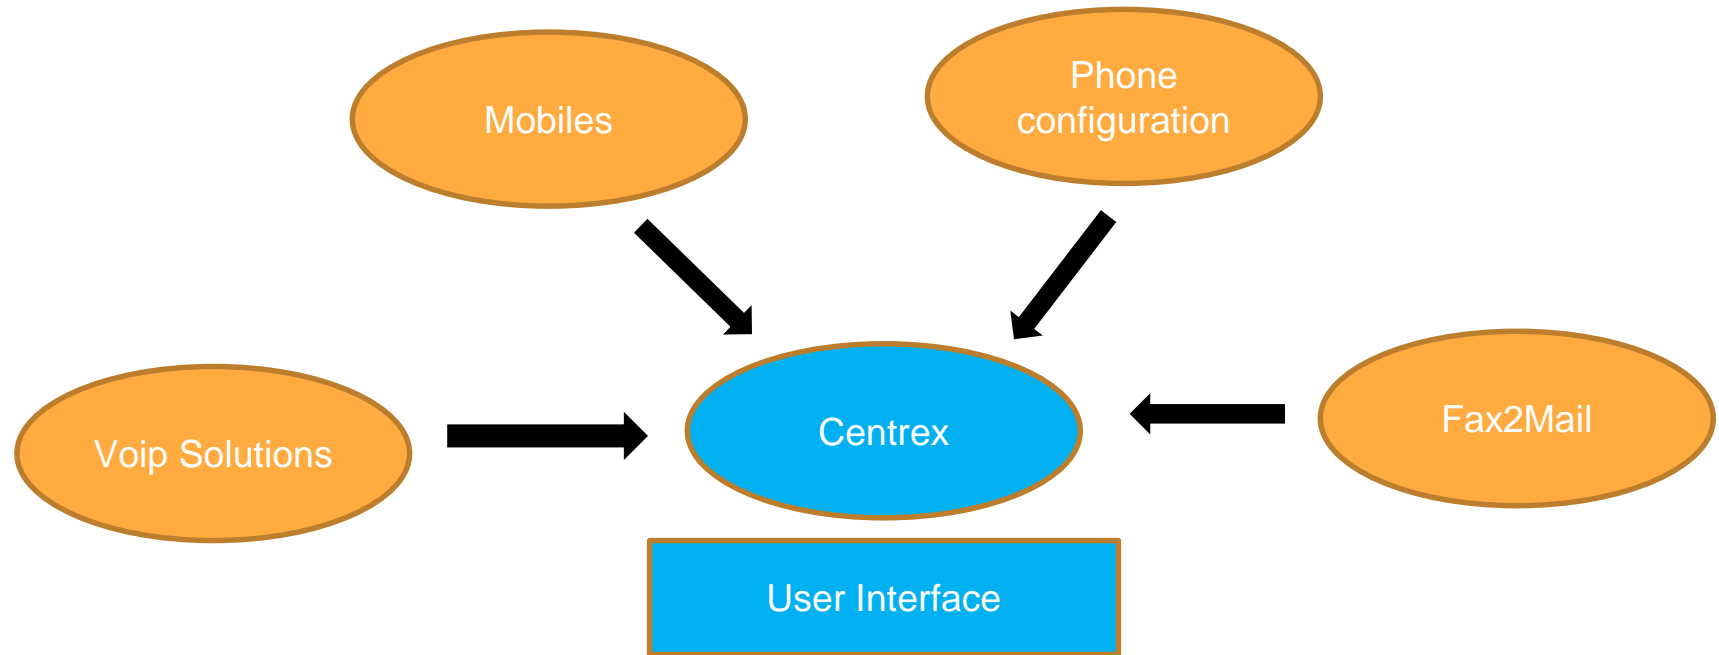 Mobiles
Phone
configuration
Voip Solutions
Centrex
Fax2Mail
User Interface